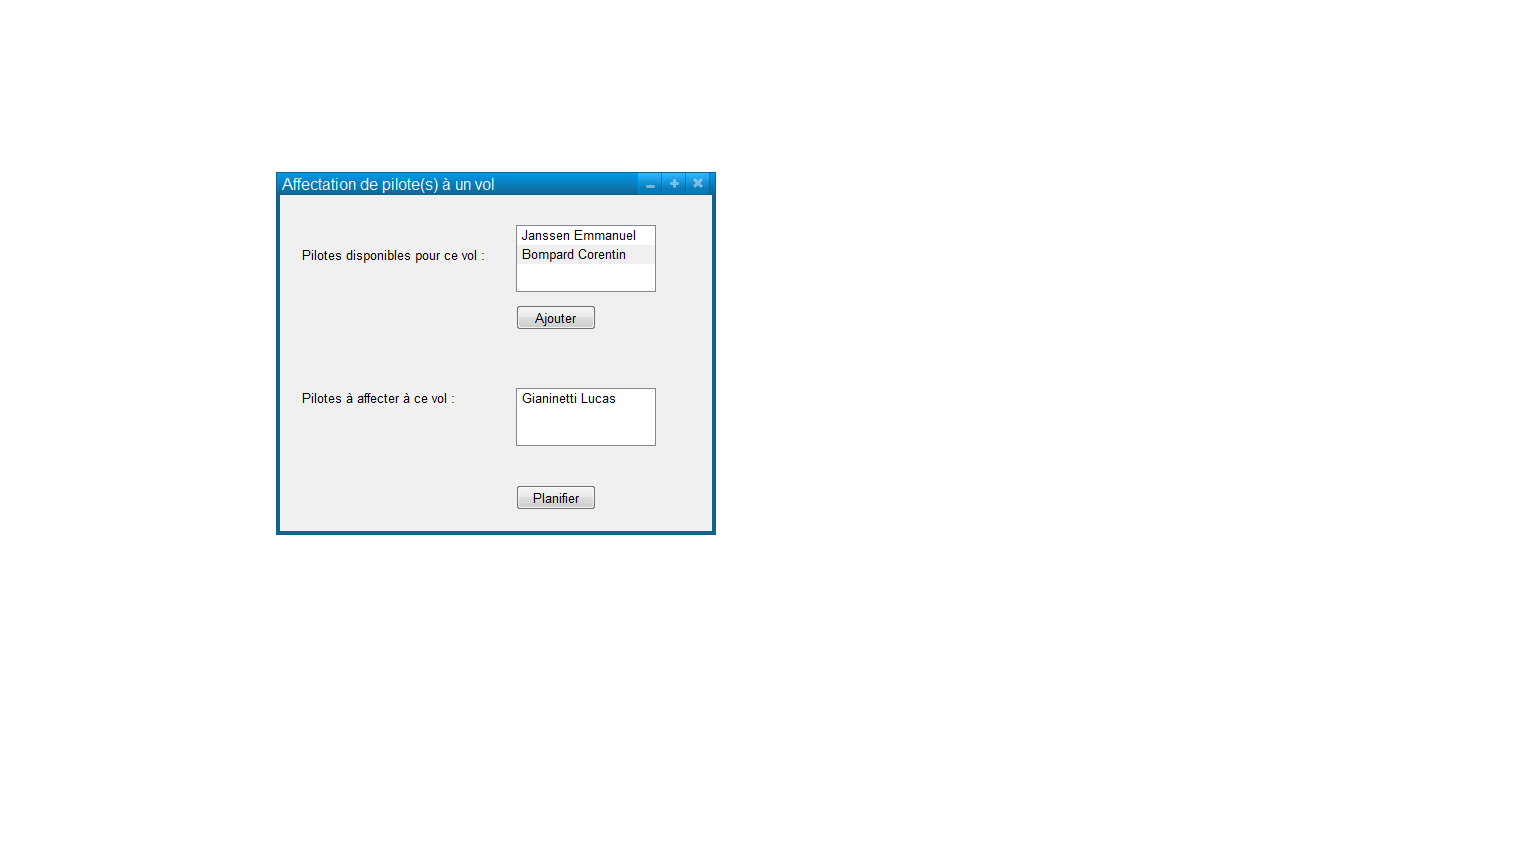 Affectation de pilote(s) à un vol
Janssen Emmanuel
Pilotes disponibles pour ce vol :
Bompard Corentin
Ajouter
Pilotes à affecter à ce vol :
Gianinetti Lucas
Planifier